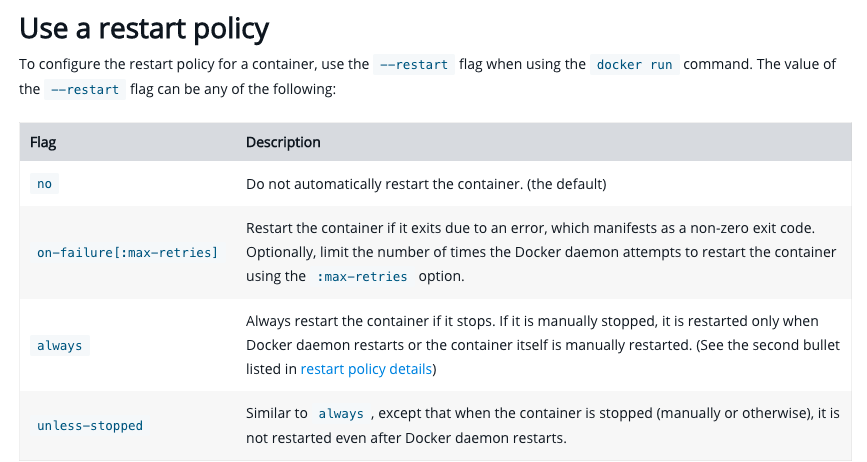 Use a restart policy
To configure the restart policy for a container, use the --restart flag when using the docker run command. The value of
the --restart flag can be any of the following:
Flag Description
no Do not automatically restart the container. (the default)
Restart the container if it exits due to an error, which manifests as a non-zero exit code.
on-failure[:max-retries] Optionally, limit the number of times the Docker daemon attempts to restart the container
using the :max-retries option.
Always restart the container if it stops. If it is manually stopped, it is restarted only when
always Docker daemon restarts or the container itself is manually restarted. (See the second bullet
listed in restart policy details)
unless-stopped Similar to always , except that when the container is stopped (manually or otherwise), it is
not restarted even after Docker daemon restarts.